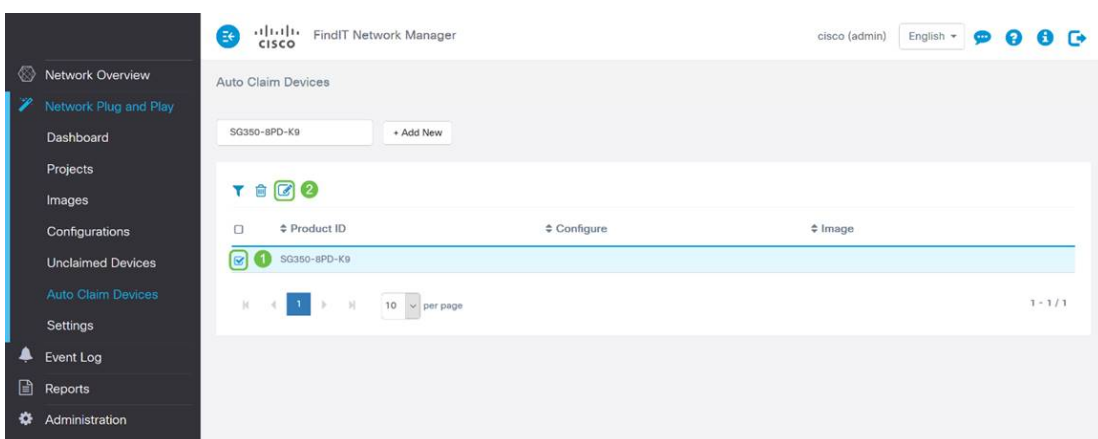 CISCO FindIT Network Manager
cisco (admin) English
Network Overview
Network Plug and Play
Dashboard
Projects
Images
Configurations
Unclaimed Devices
Auto Claim Devices
Settings
Event Log
Reports
Administration
Auto Claim Devices
SG350-8PD-K9 + Add New
2
Product ID Configure Image
1 SG350-8PD-K9
1 10 per page 1 - 1 / 1